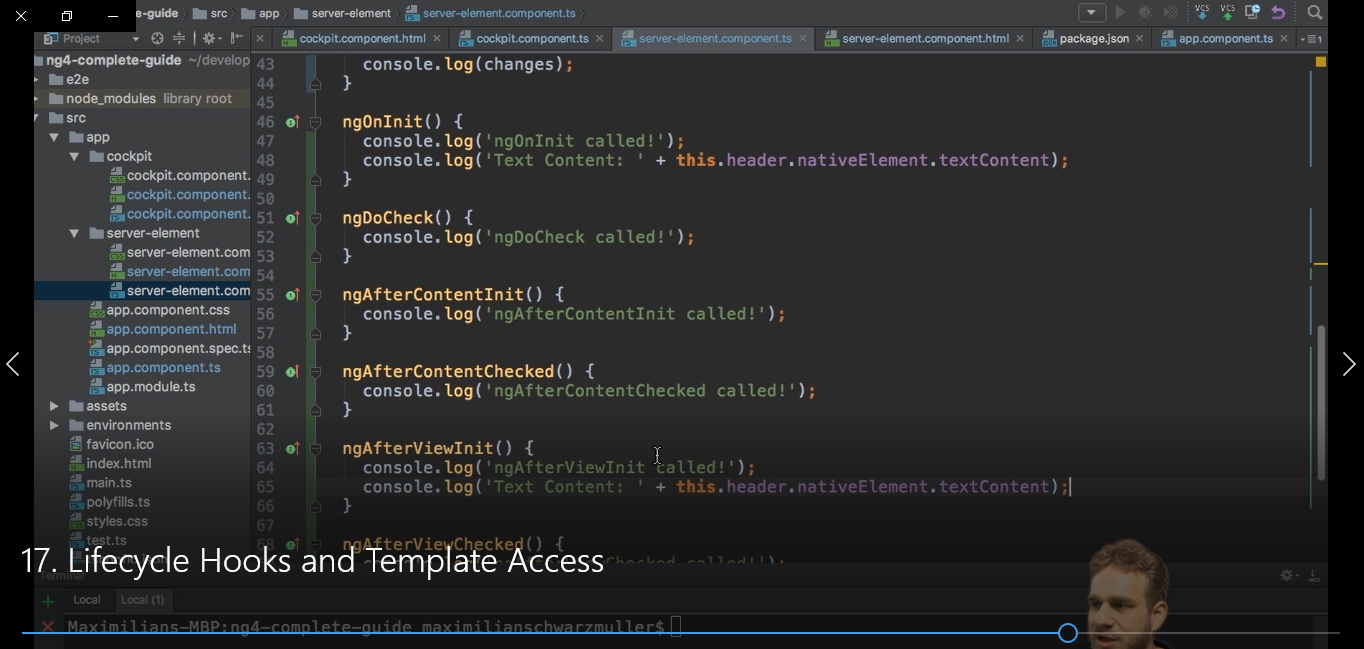 e-guide src app server-element server-element.component.ts
Project
cockpit.component.html cockpit.component.ts server-element.component.ts server-element.component.html package.json app.component.ts
ng4-complete-guide ~/develop
e2e
node_modules library root
src
app
cockpit
cockpit.component.
cockpit.component.
cockpit.component.
server-element
server-element.com
server-element.com
server-element.com
app.component.css
app.component.html
app.component.spec.ts
app.component.ts
app.module.ts
assets
environments
favicon.ico
index.html
main.ts
polyfills.ts
styles.css
test.ts
43 console.log(changes);
44 }
45
46 ngOnInit() {
47 console.log('ngOnInit called!');
48 console.log('Text Content: ' + this.header.nativeElement.textContent);
49 }
50
51 ngDoCheck() {
52 console.log('ngDoCheck called!');
53 }
54
55 ngAfterContentInit() {
56 console.log('ngAfterContentInit called!');
57 }
58
59 ngAfterContentChecked() {
60 console.log('ngAfterContentChecked called!');
61 }
62
63 ngAfterViewInit() {
64 console.log('ngAfterViewInit called!');
65 console.log('Text Content: ' + this.header.nativeElement.textContent);
66 }
67
68 ngAfterViewChecked() {
17. Lifecycle Hooks and Template Access
Terminal
Local Local (1)
Maximilians-MBP:ng4-complete-guide maximilianschwarzmuller$
VCS VCS